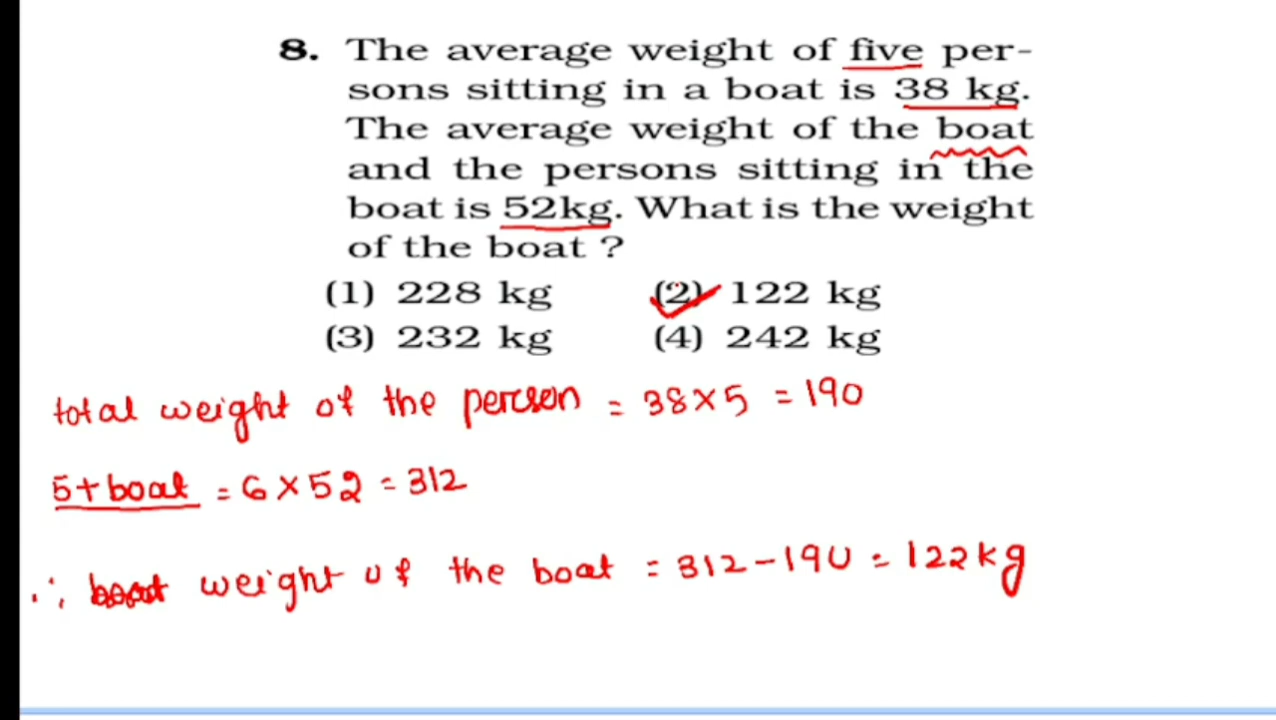 8. The average weight of five per-
sons sitting in a boat is 38 kg.
The average weight of the boat
and the persons sitting in the
boat is 52kg. What is the weight
of the boat ?
(1) 228 kg (2) 122 kg
(3) 232 kg (4) 242 kg
total weight of the person = 38 × 5 = 190
5+boat = 6 × 52 = 312
∴ boat weight of the boat = 312 - 190 = 122kg